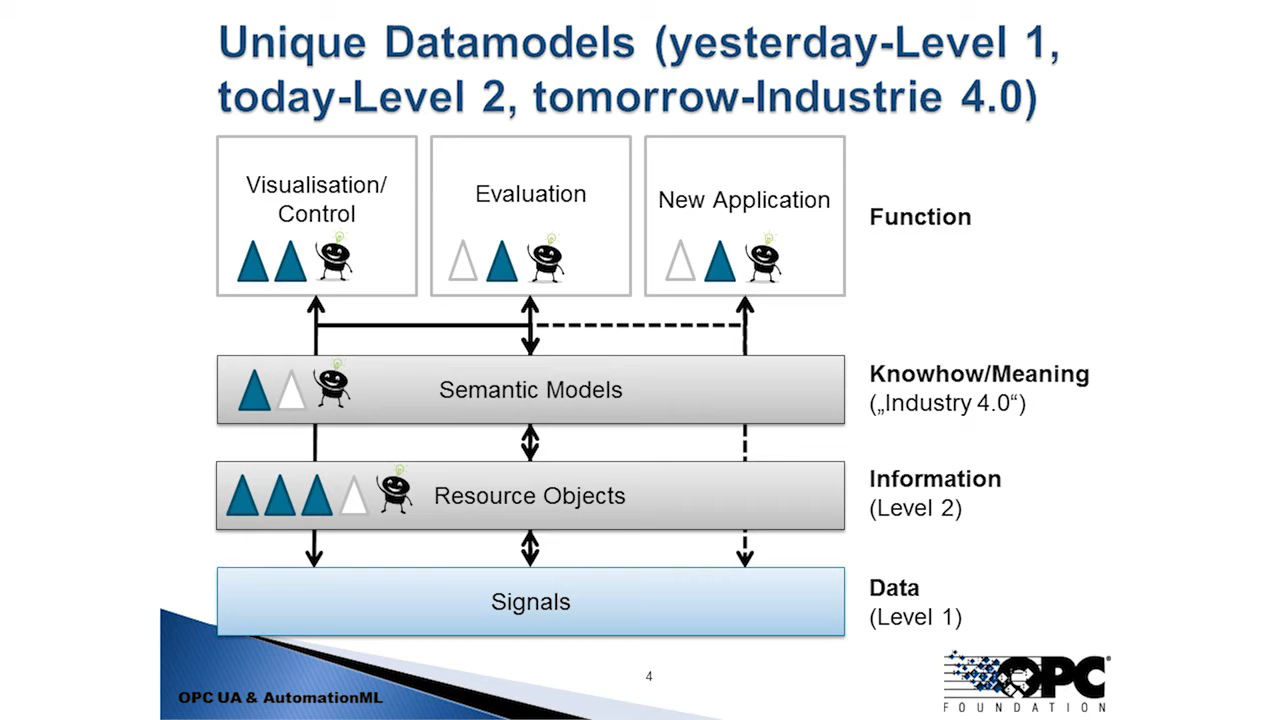 Unique Datamodels (yesterday-Level 1,
today-Level 2, tomorrow-Industrie 4.0)
Visualisation/
Control
Evaluation
New Application
Function
Semantic Models
Knowhow/Meaning
(„Industry 4.0“)
Resource Objects
Information
(Level 2)
Signals
Data
(Level 1)
4
OPC UA & AutomationML
OPC®
FOUNDATION